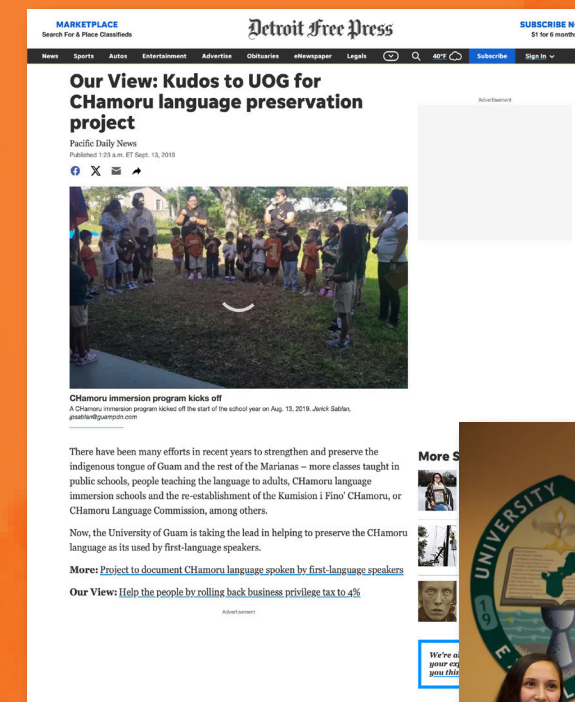 MARKETPLACE
Search For & Place Classifieds
Detroit Free Press
SUBSCRIBE
$1 for 6
News Sports Autos Entertainment Advertise Obituaries eNewspaper Legals 40°F Subscribe Sign In
Our View: Kudos to UOG for
CHamoru language preservation
project
Pacific Daily News
Published 1:23 a.m. ET Sept. 13, 2019
Advertisement
CHamoru immersion program kicks off
A CHamoru immersion program kicked off the start of the school year on Aug. 13, 2019. Jerick Sablan,
jpsablan@guampdn.com
There have been many efforts in recent years to strengthen and preserve the
indigenous tongue of Guam and the rest of the Marianas – more classes taught in
public schools, people teaching the language to adults, CHamoru language
immersion schools and the re-establishment of the Kumision i Fino' CHamoru, or
CHamoru Language Commission, among others.
Now, the University of Guam is taking the lead in helping to preserve the CHamoru
language as its used by first-language speakers.
More: Project to document CHamoru language spoken by first-language speakers
Our View: Help the people by rolling back business privilege tax to 4%
Advertisement
More
We're
your
you
UNIVERSITY
19